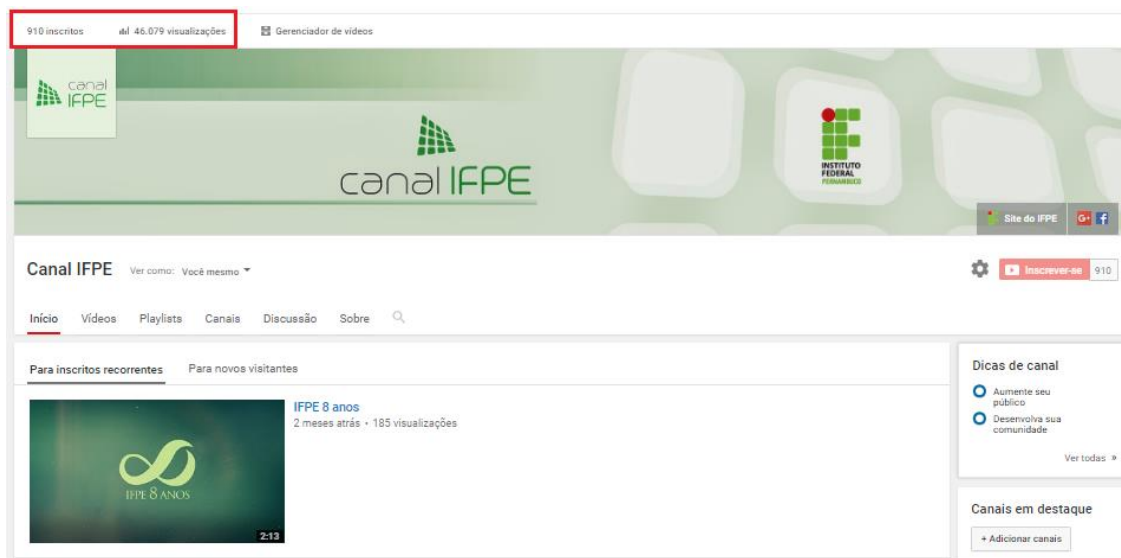 910 inscritos
46.079 visualizações
Gerenciador de vídeos
canal
IFPE
canal IFPE
INSTITUTO
FEDERAL
PERNAMBUCO
Site do IFPE
G+
f
Canal IFPE
Ver como: Você mesmo
Inscrever-se
910
Início
Vídeos
Playlists
Canais
Discussão
Sobre
Para inscritos recorrentes
Para novos visitantes
IFPE 8 ANOS
2:13
IFPE 8 anos
2 meses atrás • 185 visualizações
Dicas de canal
Aumente seu
público
Desenvolva sua
comunidade
Ver todas »
Canais em destaque
+ Adicionar canais